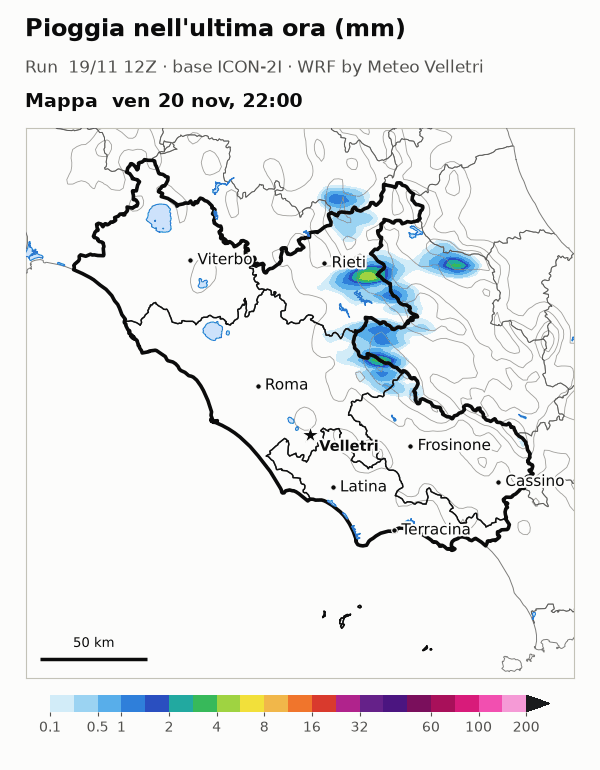 Pioggia nell'ultima ora (mm)
Run  19/11 12Z · base ICON-2I · WRF by Meteo Velletri
Mappa  ven 20 nov, 22:00
Viterbo
Rieti
Roma
Velletri
Frosinone
Latina
Cassino
Terracina
50 km
0.1 0.5 1 2 4 8 16 32 60 100 200